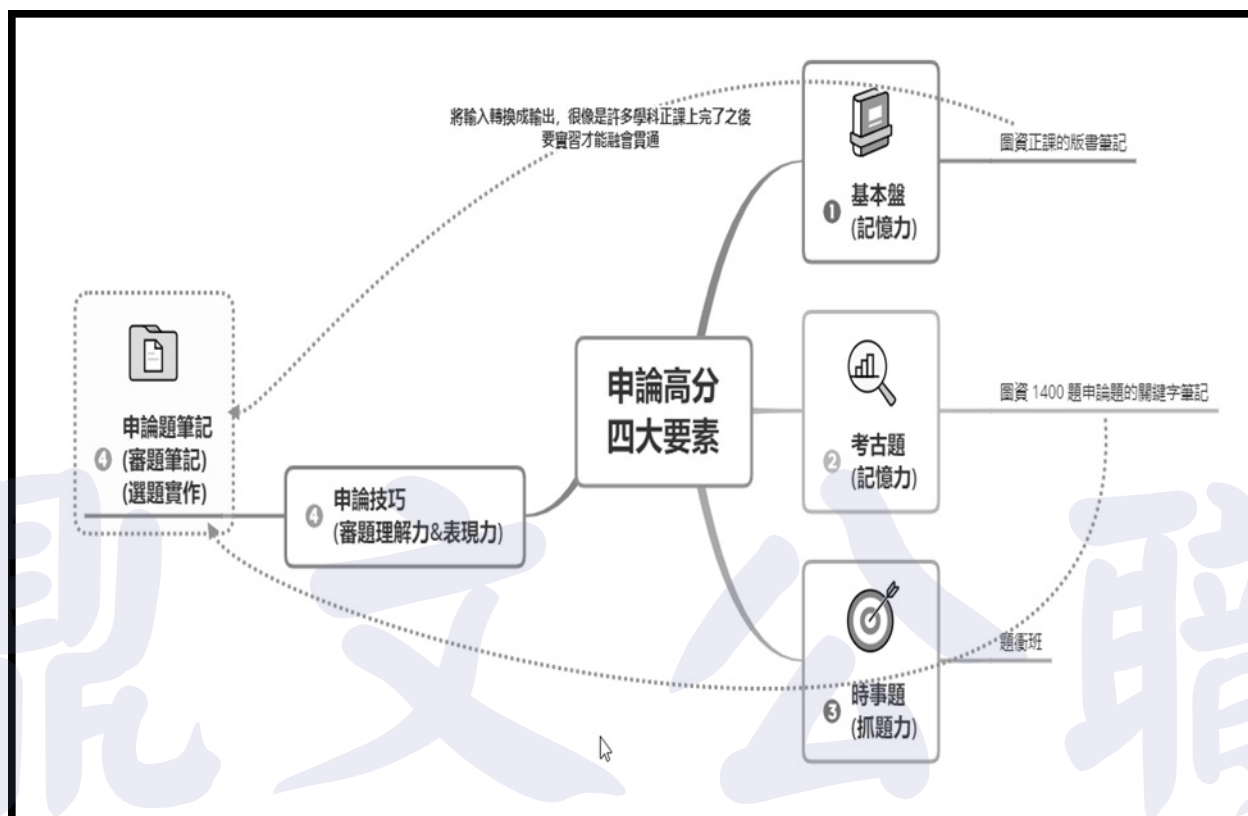 將輸入轉換成輸出，很像是許多學科正課上完了之後
要實習才能融會貫通
圖資正課的版書筆記
❶ 基本盤
(記憶力)
申論高分
四大要素
圖資 1400 題申論題的關鍵字筆記
❷ 考古題
(記憶力)
申論題筆記
❹ (審題筆記)
(選題實作)
❹ 申論技巧
(審題理解力&表現力)
題衝班
❸ 時事題
(抓題力)
鼎文公職